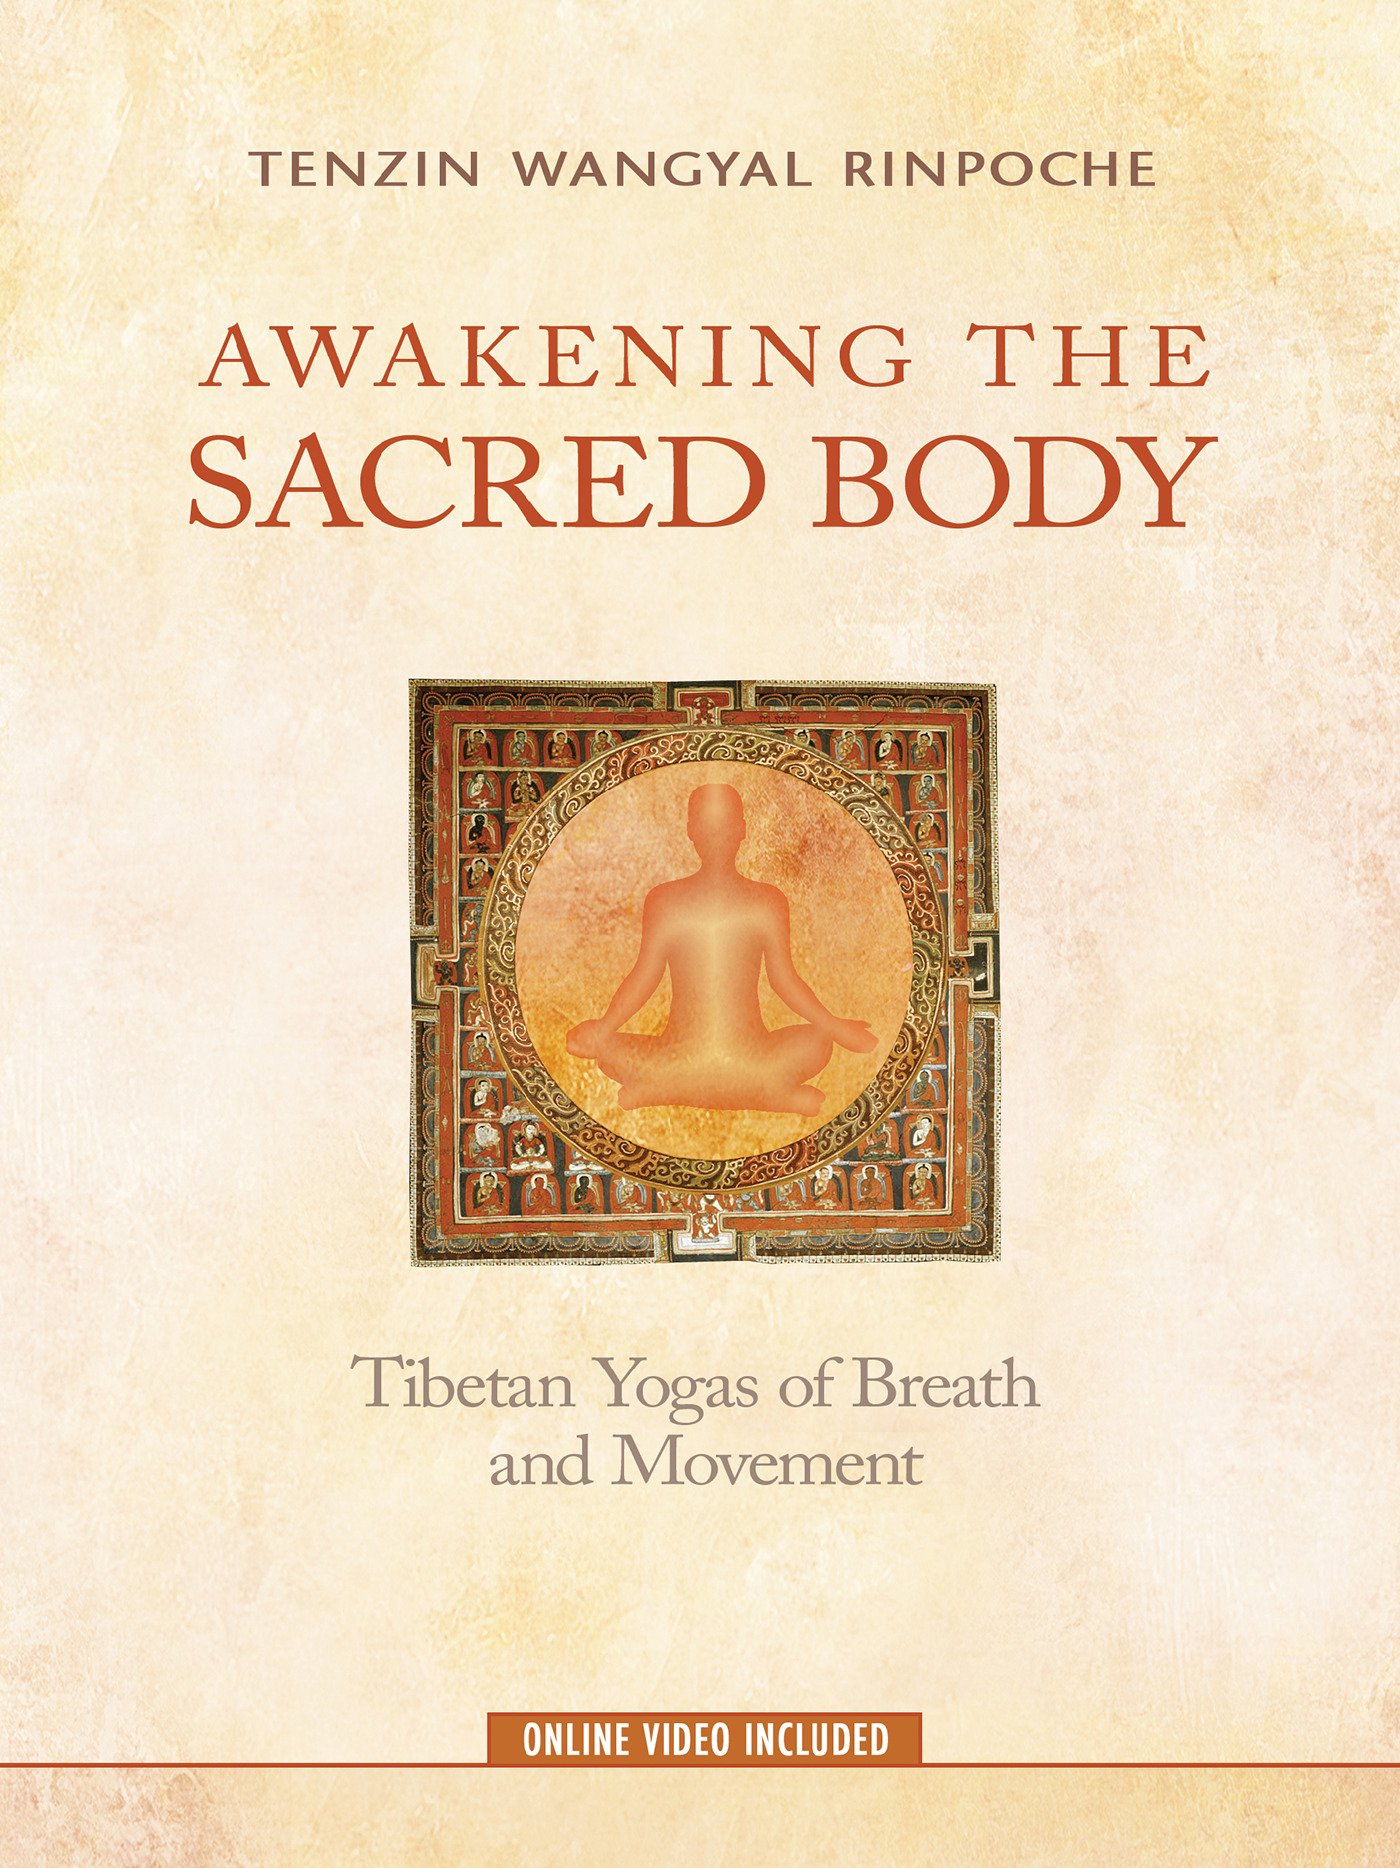 TENZIN WANGYAL RINPOCHE
AWAKENING THE
SACRED BODY
Tibetan Yogas of Breath
and Movement
ONLINE VIDEO INCLUDED